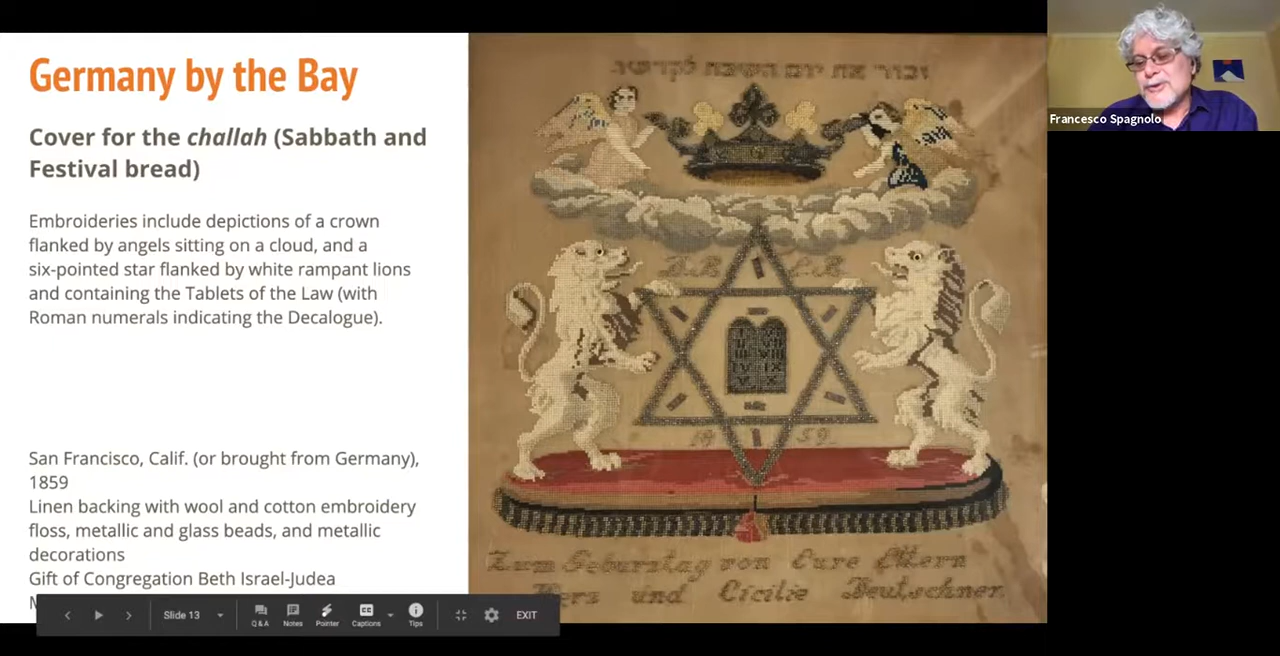 Germany by the Bay
Cover for the challah (Sabbath and
Festival bread)
Embroideries include depictions of a crown
flanked by angels sitting on a cloud, and a
six-pointed star flanked by white rampant lions
and containing the Tablets of the Law (with
Roman numerals indicating the Decalogue).
San Francisco, Calif. (or brought from Germany),
1859
Linen backing with wool and cotton embroidery
floss, metallic and glass beads, and metallic
decorations
Gift of Congregation Beth Israel-Judea
זכור את יום השבת לקדשו
18 59
Zum Geburtstag von Eure Eltern
Herz und Cicilie Deutschner
Francesco Spagnolo
Slide 13
Q & A
Notes
Pointer
Captions
Tips
EXIT